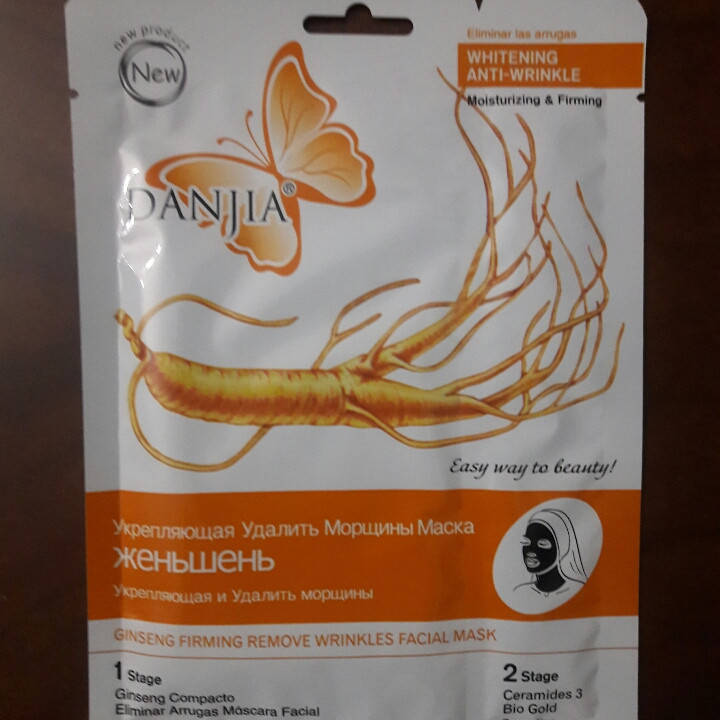 new product
New
Eliminar las arrugas
WHITENING
ANTI-WRINKLE
Moisturizing & Firming
DANJIA®
Easy way to beauty!
Укрепляющая Удалить Морщины Маска
Женьшень
Укрепляющая и Удалить морщины
GINSENG FIRMING REMOVE WRINKLES FACIAL MASK
1 Stage
Ginseng Compacto
Eliminar Arrugas Máscara Facial
2 Stage
Ceramides 3
Bio Gold